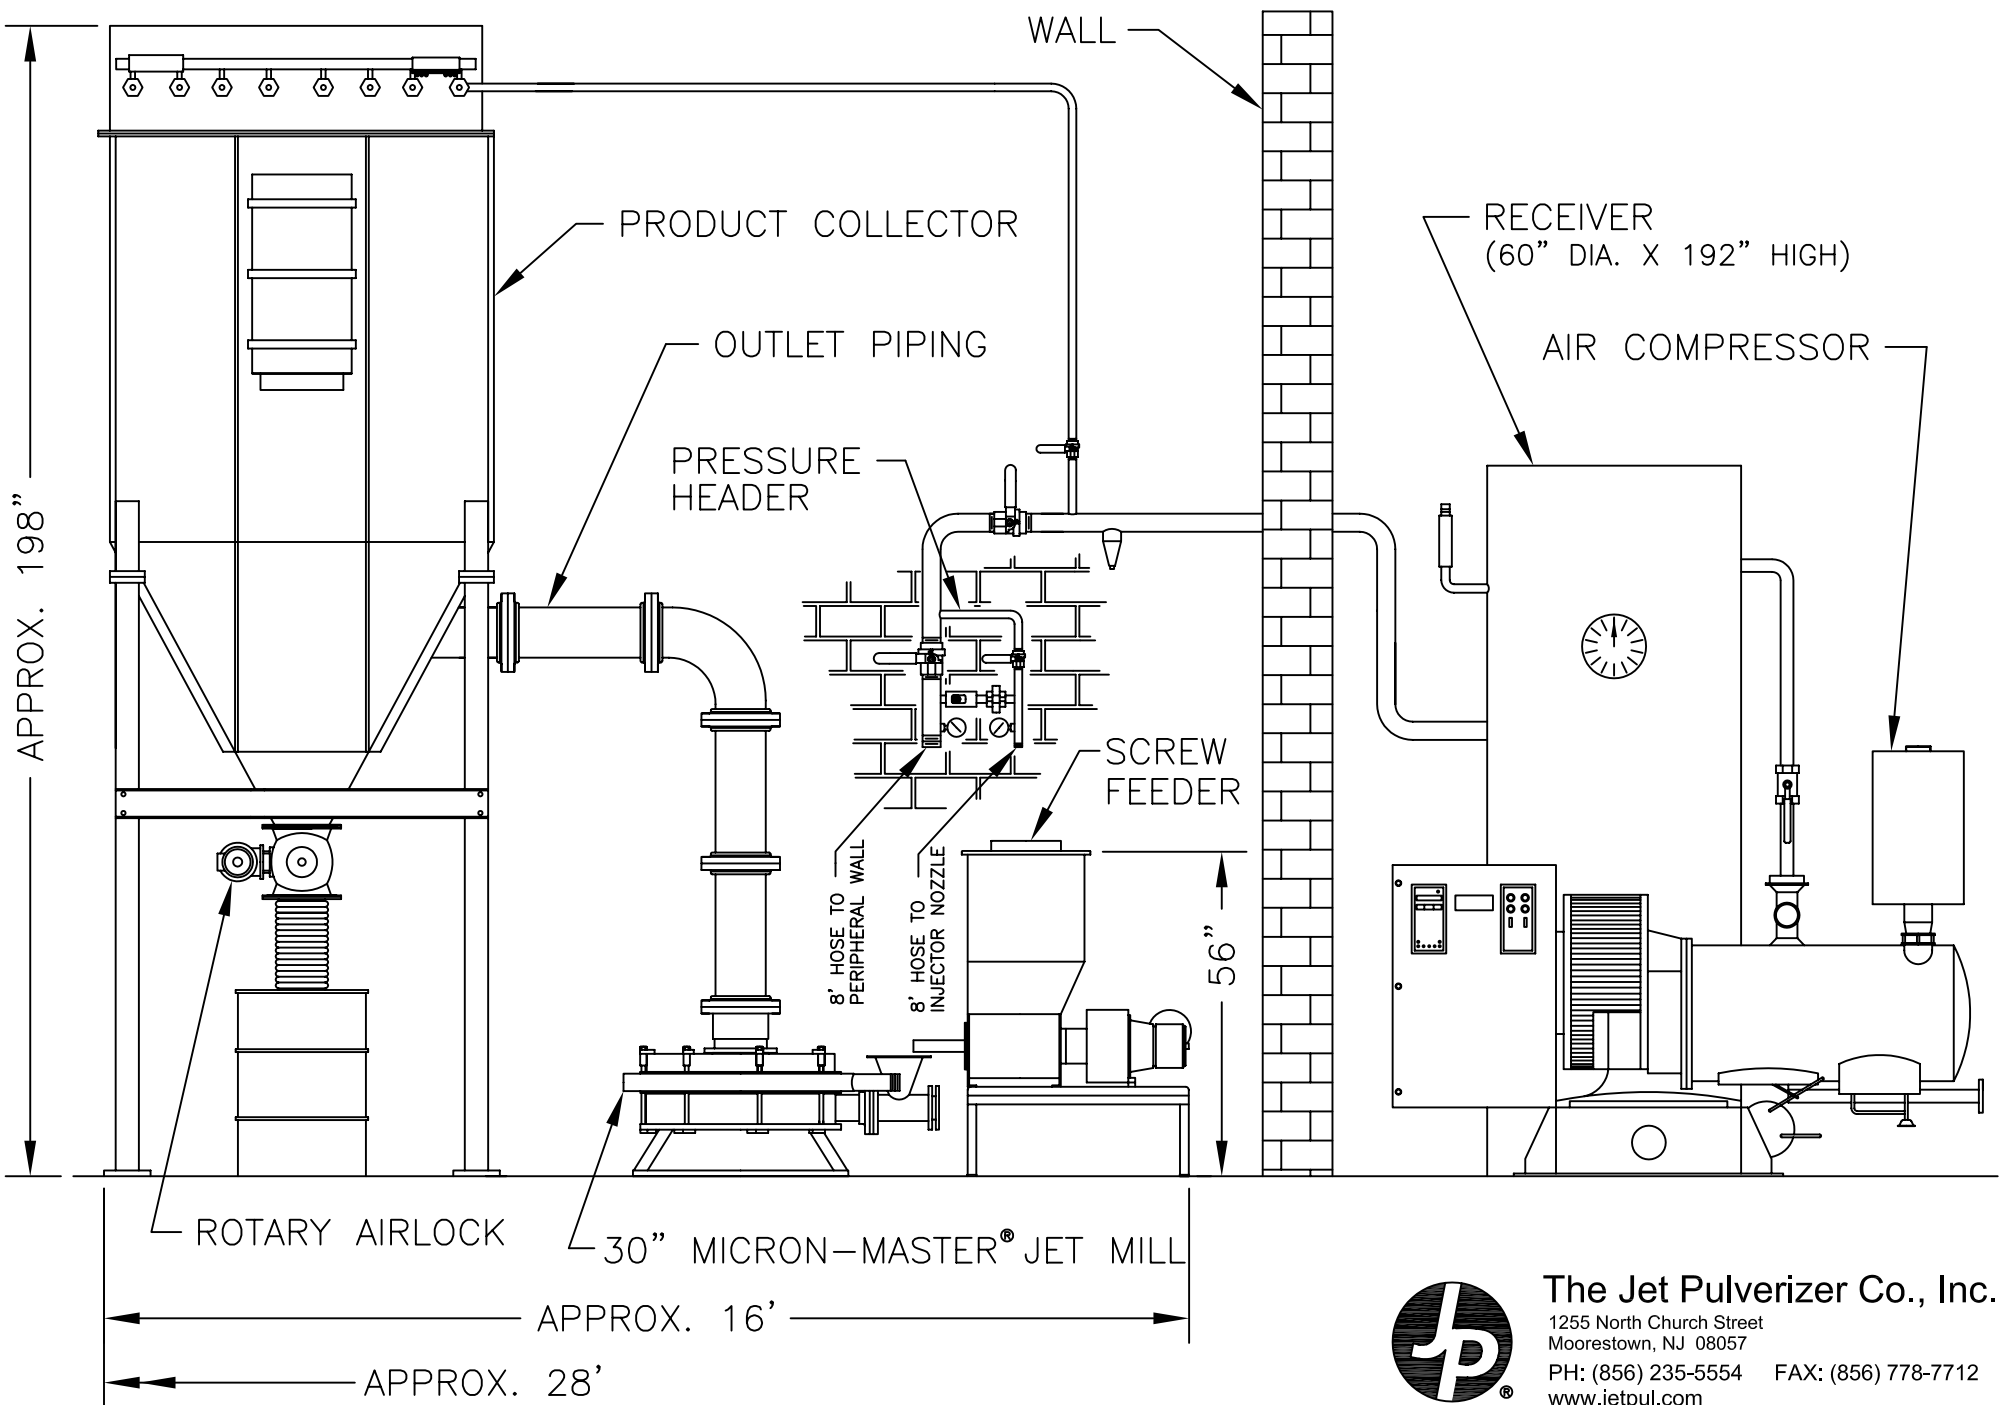 WALL
PRODUCT COLLECTOR
RECEIVER
(60” DIA. X 192” HIGH)
OUTLET PIPING
AIR COMPRESSOR
PRESSURE
HEADER
APPROX. 198”
SCREW
FEEDER
8’ HOSE TO
PERIPHERAL WALL
8’ HOSE TO
INJECTOR NOZZLE
56”
ROTARY AIRLOCK
30” MICRON–MASTER® JET MILL
APPROX. 16’
APPROX. 28’
JP®
The Jet Pulverizer Co., Inc.
1255 North Church Street
Moorestown, NJ 08057
PH: (856) 235-5554 FAX: (856) 778-7712
www.jetpul.com